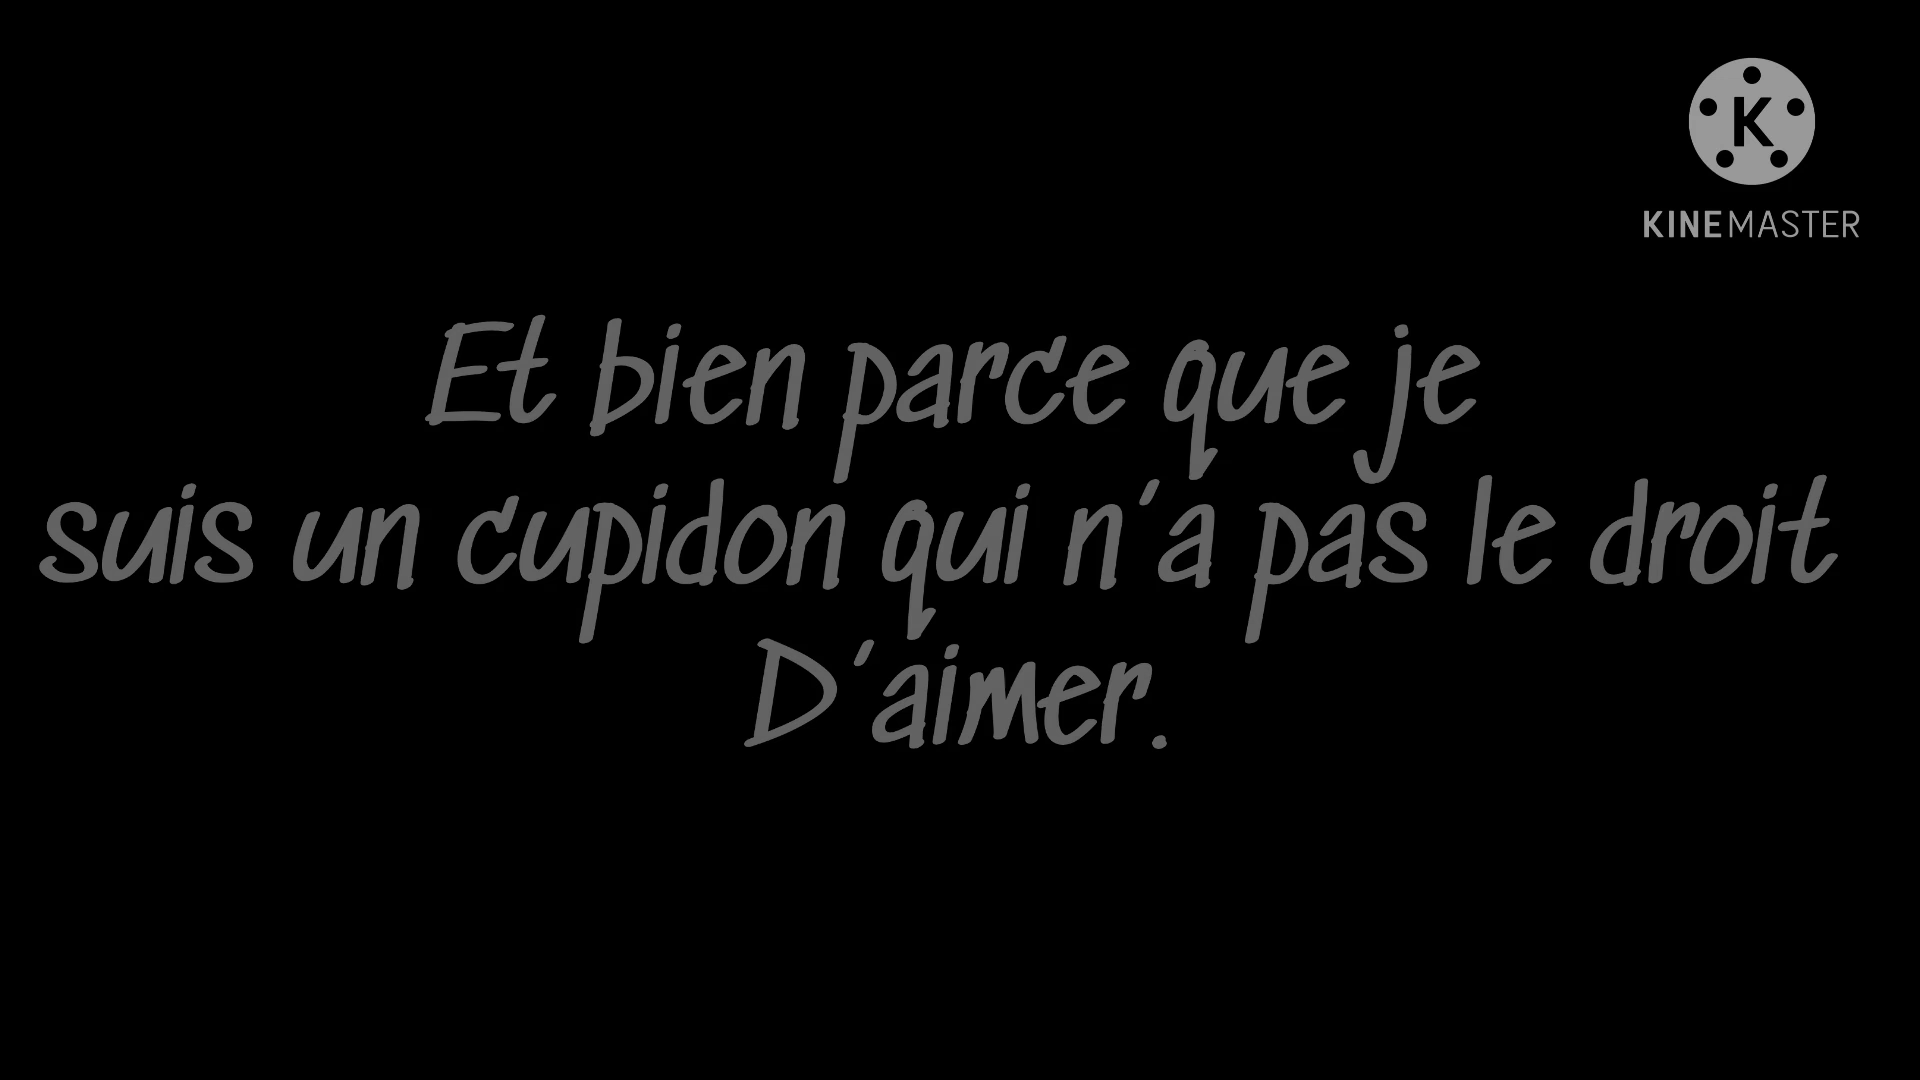 K
KINEMASTER
Et bien parce que je
suis un cupidon qui n'a pas le droit
D'aimer.